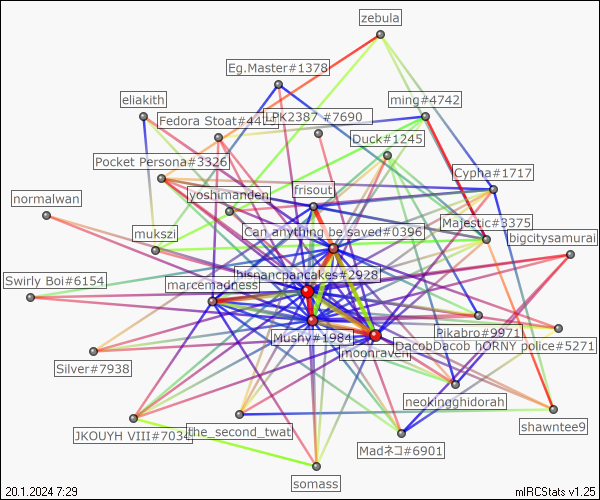 zebula
Eg.Master#1378
eliakith
ming#4742
Fedora Stoat#44
LPK2387 #7690
Duck#1245
Pocket Persona#3326
Cypha#1717
frisout
yoshimanden
normalwan
Majestic#3375
mukszi
Can anything be saved#0396
bigcitysamurai
hispanicpancakes#2928
Swirly Boi#6154
marcemadness
Pikabro#9971
Mushy#1984
DacobDacob hORNY police#5271
moonraven
Silver#7938
neokingghidorah
shawntee9
JKOUYH VIII#7034
the_second_twat
Madネコ#6901
somass
20.1.2024 7:29
mIRCStats v1.25